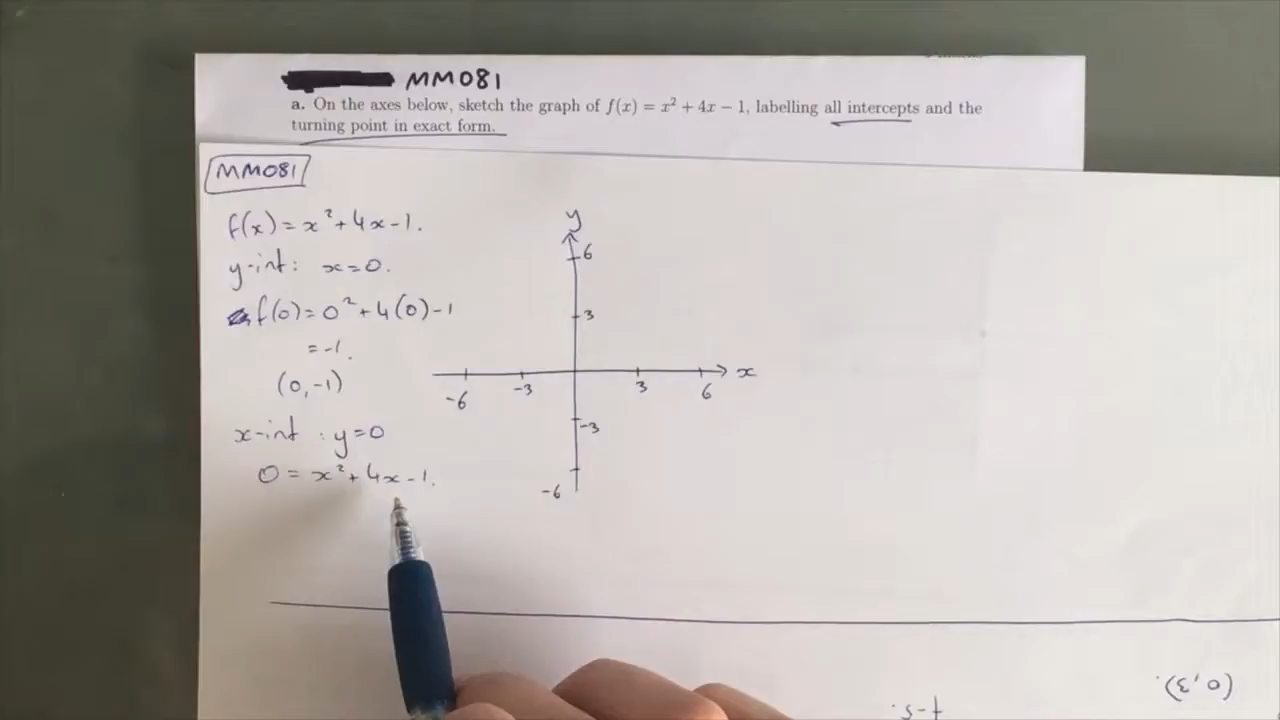 MM081
a. On the axes below, sketch the graph of f(x) = x² + 4x − 1, labelling all intercepts and the
turning point in exact form.
MM081
f(x) = x² + 4x - 1.
y-int: x = 0.
f(0) = 0² + 4(0) - 1
= -1.
(0, -1)
x-int : y = 0
0 = x² + 4x - 1.
y
6
3
-6
-3
3
6
x
-3
-6
(0,3).